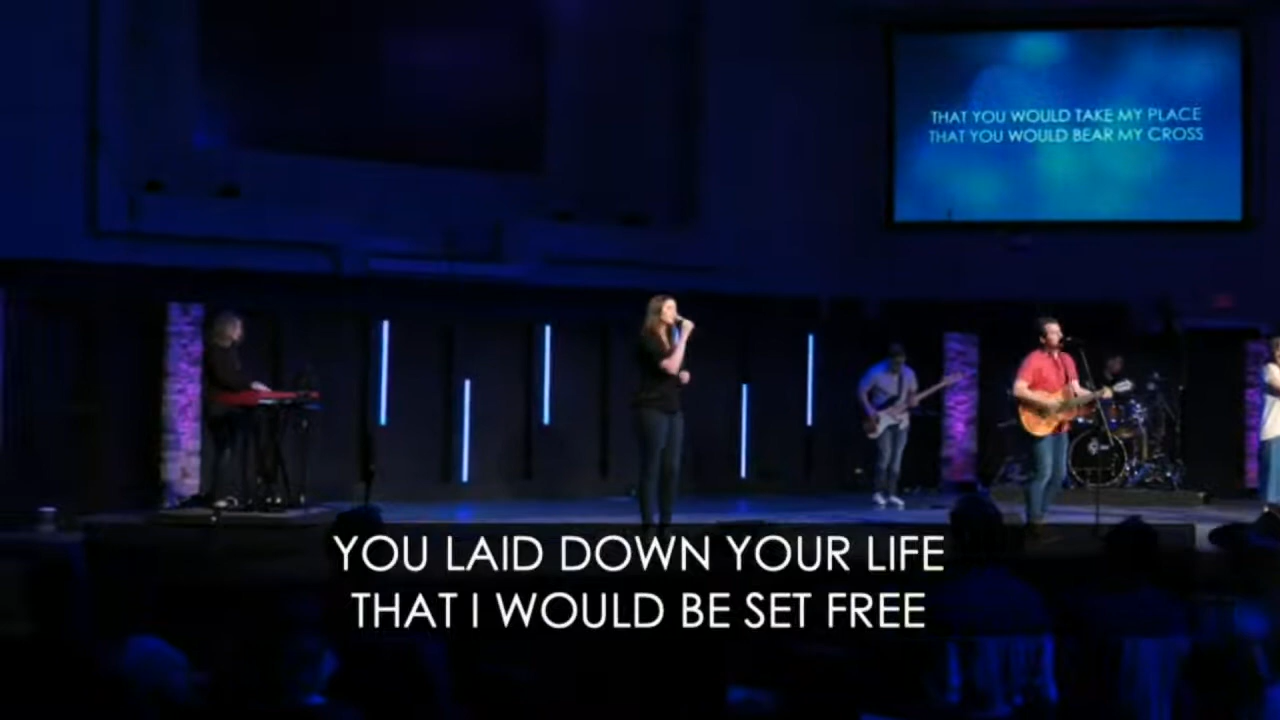 THAT YOU WOULD TAKE MY PLACE
THAT YOU WOULD BEAR MY CROSS
YOU LAID DOWN YOUR LIFE
THAT I WOULD BE SET FREE